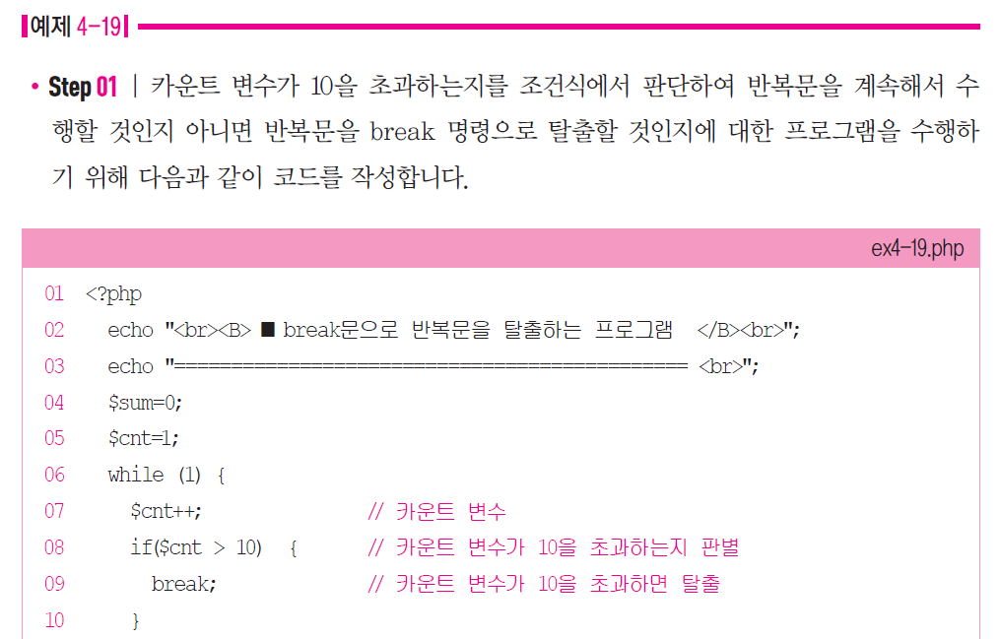 예제 4-19
• Step 01 | 카운트 변수가 10을 초과하는지를 조건식에서 판단하여 반복문을 계속해서 수
행할 것인지 아니면 반복문을 break 명령으로 탈출할 것인지에 대한 프로그램을 수행하
기 위해 다음과 같이 코드를 작성합니다.
ex4-19.php
01 <?php
02 echo "<br><B> ■ break문으로 반복문을 탈출하는 프로그램 </B><br>";
03 echo "============================================= <br>";
04 $sum=0;
05 $cnt=1;
06 while (1) {
07 $cnt++; // 카운트 변수
08 if($cnt > 10) { // 카운트 변수가 10을 초과하는지 판별
09 break; // 카운트 변수가 10을 초과하면 탈출
10 }